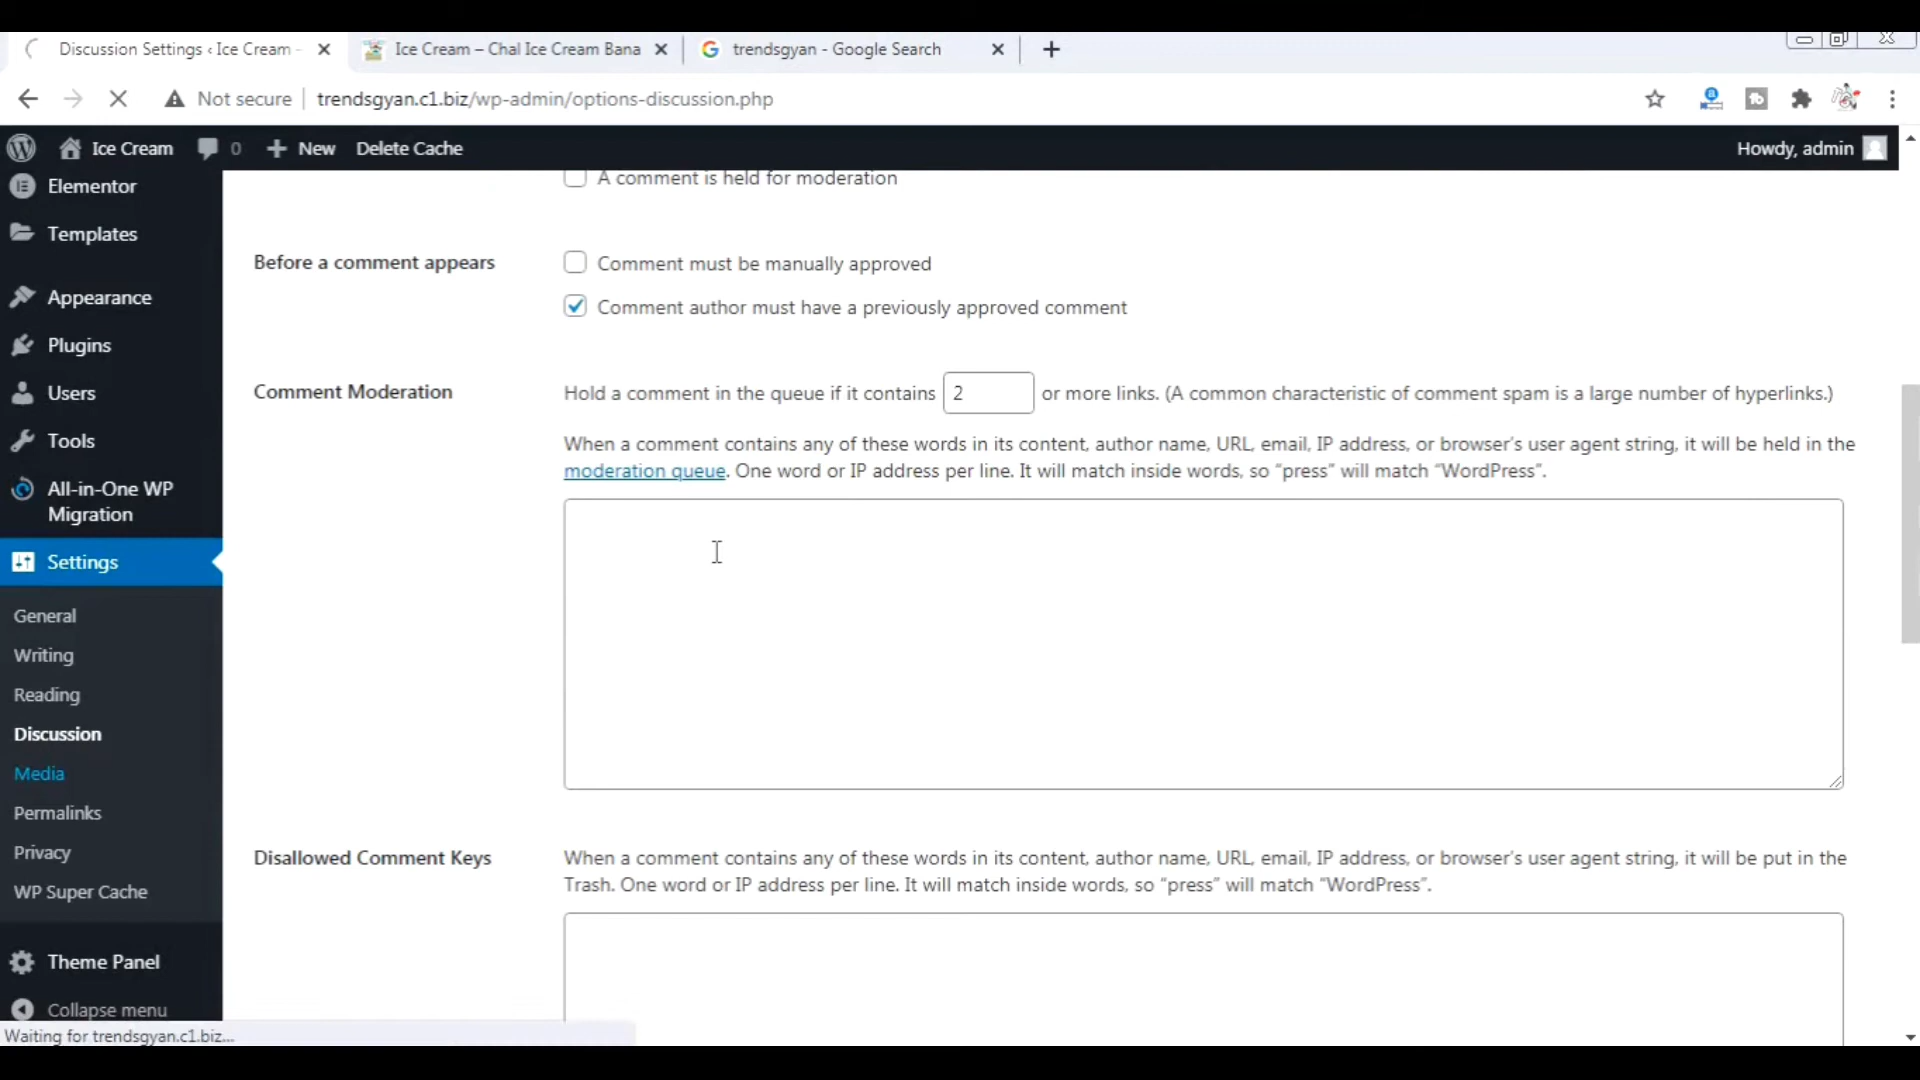 Discussion Settings ‹ Ice Cream -
Ice Cream – Chal Ice Cream Bana
trendsgyan - Google Search
Not secure
trendsgyan.c1.biz/wp-admin/options-discussion.php
Ice Cream
0
New
Delete Cache
Howdy, admin
Elementor
Templates
Appearance
Plugins
Users
Tools
All-in-One WP
Migration
Settings
General
Writing
Reading
Discussion
Media
Permalinks
Privacy
WP Super Cache
Theme Panel
Collapse menu
A comment is held for moderation
Before a comment appears
Comment must be manually approved
Comment author must have a previously approved comment
Comment Moderation
Hold a comment in the queue if it contains 2 or more links. (A common characteristic of comment spam is a large number of hyperlinks.)
When a comment contains any of these words in its content, author name, URL, email, IP address, or browser's user agent string, it will be held in the
moderation queue. One word or IP address per line. It will match inside words, so “press” will match “WordPress”.
Disallowed Comment Keys
When a comment contains any of these words in its content, author name, URL, email, IP address, or browser's user agent string, it will be put in the
Trash. One word or IP address per line. It will match inside words, so “press” will match “WordPress”.
Waiting for trendsgyan.c1.biz...